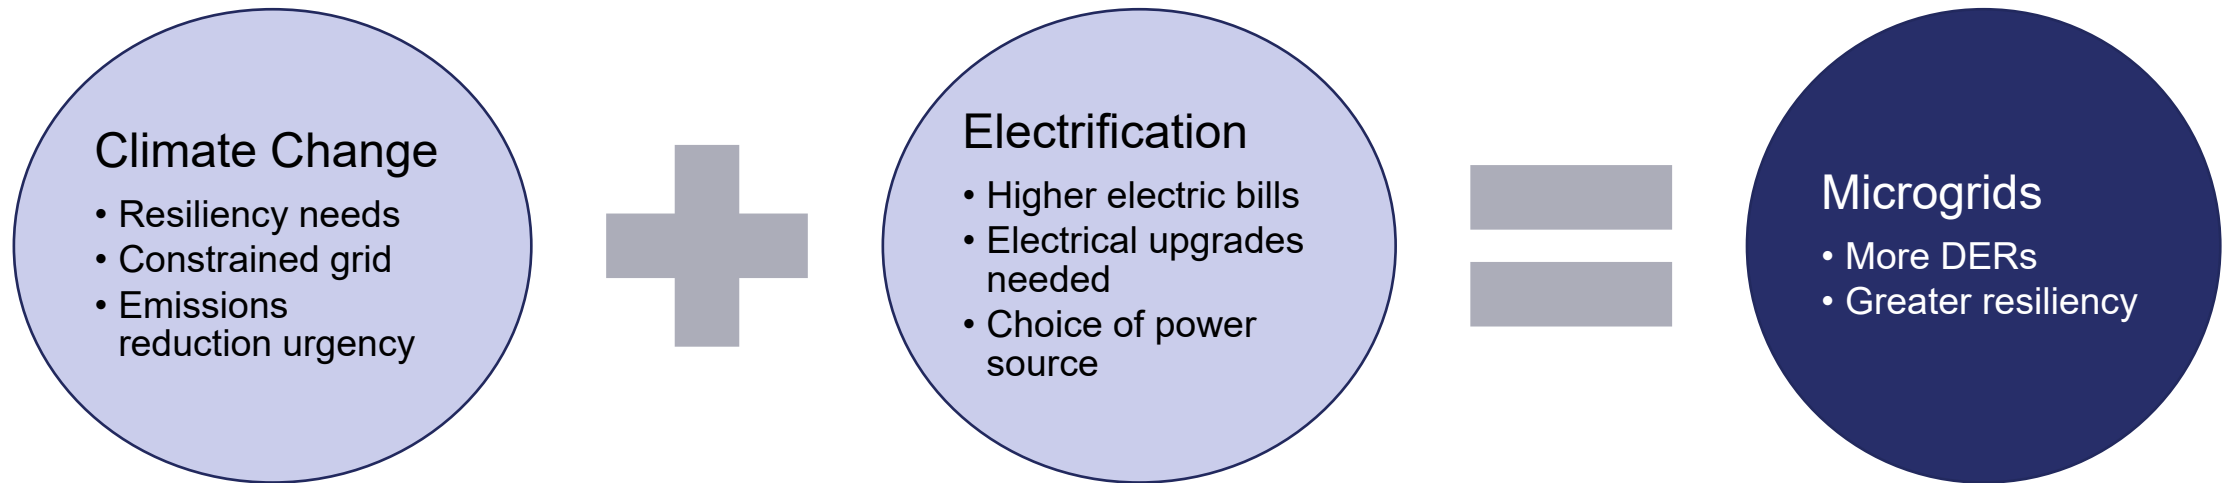 Climate Change
• Resiliency needs
• Constrained grid
• Emissions
reduction urgency
Electrification
• Higher electric bills
• Electrical upgrades
needed
• Choice of power
source
Microgrids
• More DERs
• Greater resiliency